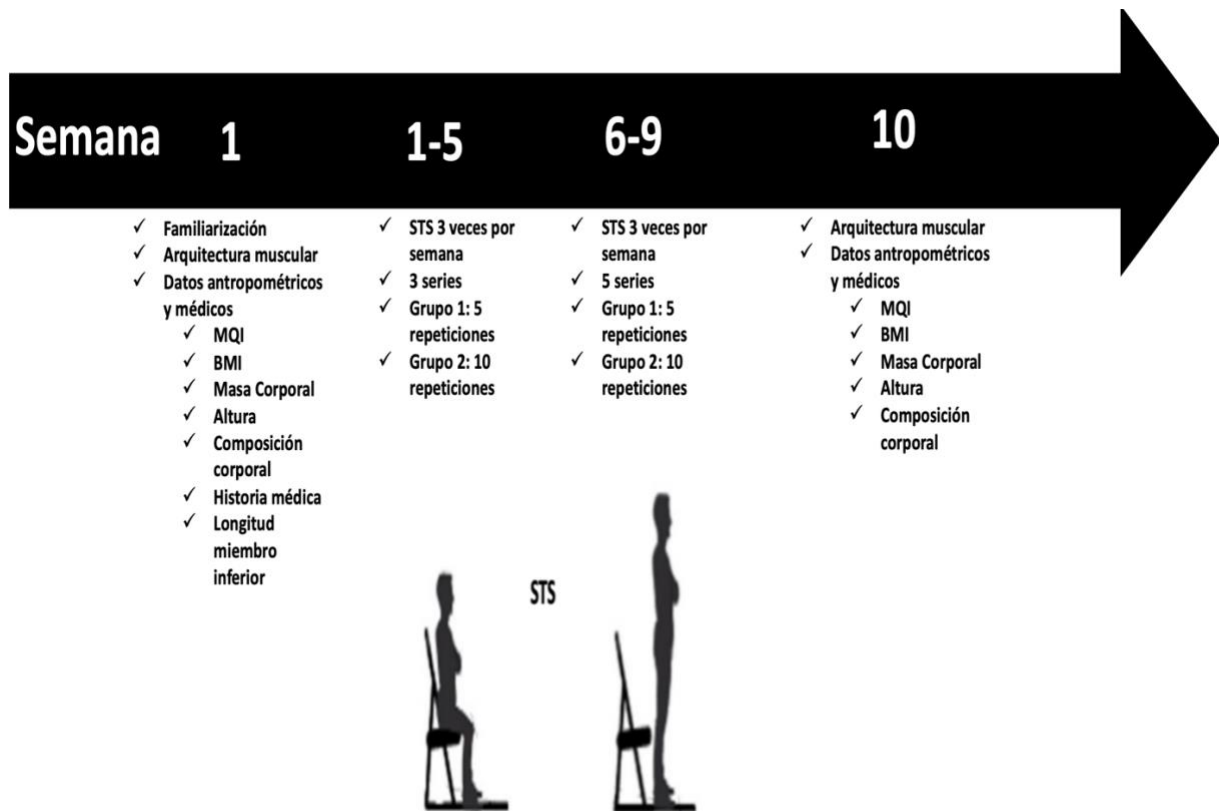 Semana 1 1-5 6-9 10
✓ Familiarización
✓ Arquitectura muscular
✓ Datos antropométricos
y médicos
✓ MQI
✓ BMI
✓ Masa Corporal
✓ Altura
✓ Composición
corporal
✓ Historia médica
✓ Longitud
miembro
inferior
✓ STS 3 veces por
semana
✓ 3 series
✓ Grupo 1: 5
repeticiones
✓ Grupo 2: 10
repeticiones
✓ STS 3 veces por
semana
✓ 5 series
✓ Grupo 1: 5
repeticiones
✓ Grupo 2: 10
repeticiones
✓ Arquitectura muscular
✓ Datos antropométricos
y médicos
✓ MQI
✓ BMI
✓ Masa Corporal
✓ Altura
✓ Composición
corporal
STS